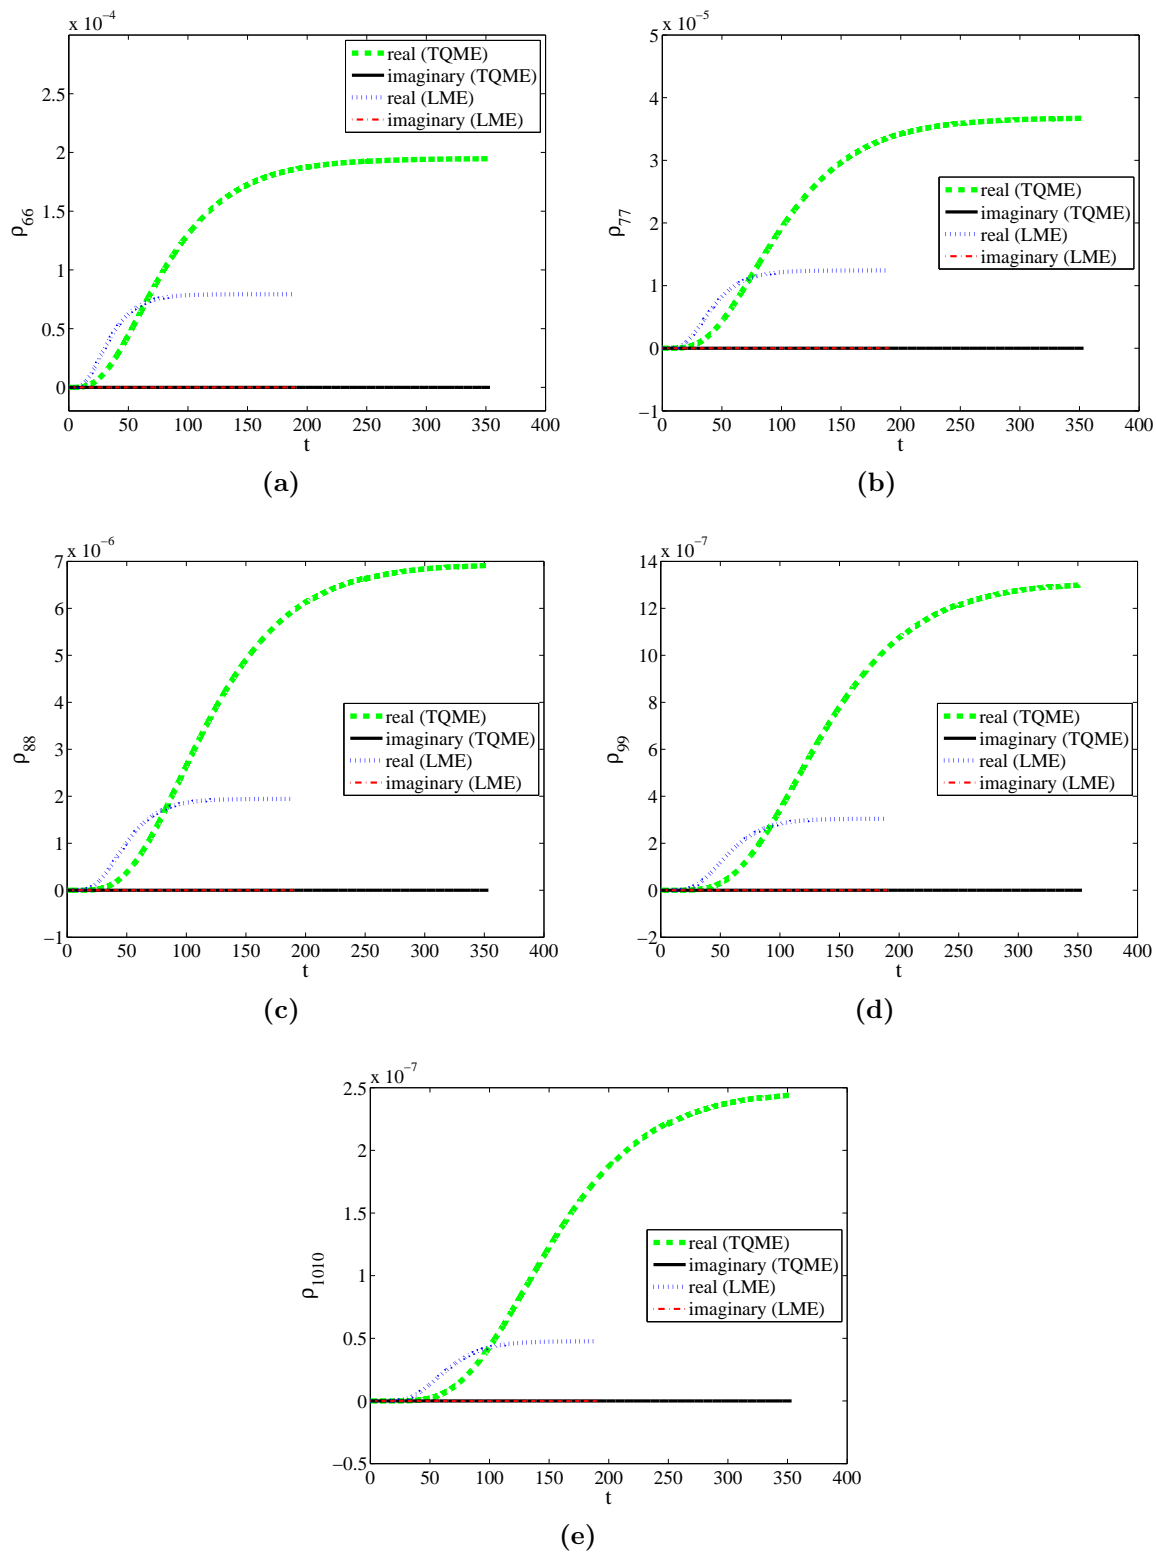 x 10⁻⁴
2.5
2
1.5
1
0.5
0
0 50 100 150 200 250 300 350 400
t
ρ₆₆
real (TQME)
imaginary (TQME)
real (LME)
imaginary (LME)
(a)
x 10⁻⁵
5
4
3
2
1
0
−1
0 50 100 150 200 250 300 350 400
t
ρ₇₇
real (TQME)
imaginary (TQME)
real (LME)
imaginary (LME)
(b)
x 10⁻⁶
7
6
5
4
3
2
1
0
−1
0 50 100 150 200 250 300 350 400
t
ρ₈₈
real (TQME)
imaginary (TQME)
real (LME)
imaginary (LME)
(c)
x 10⁻⁷
14
12
10
8
6
4
2
0
−2
0 50 100 150 200 250 300 350 400
t
ρ₉₉
real (TQME)
imaginary (TQME)
real (LME)
imaginary (LME)
(d)
x 10⁻⁷
2.5
2
1.5
1
0.5
0
−0.5
0 50 100 150 200 250 300 350 400
t
ρ₁₀₁₀
real (TQME)
imaginary (TQME)
real (LME)
imaginary (LME)
(e)